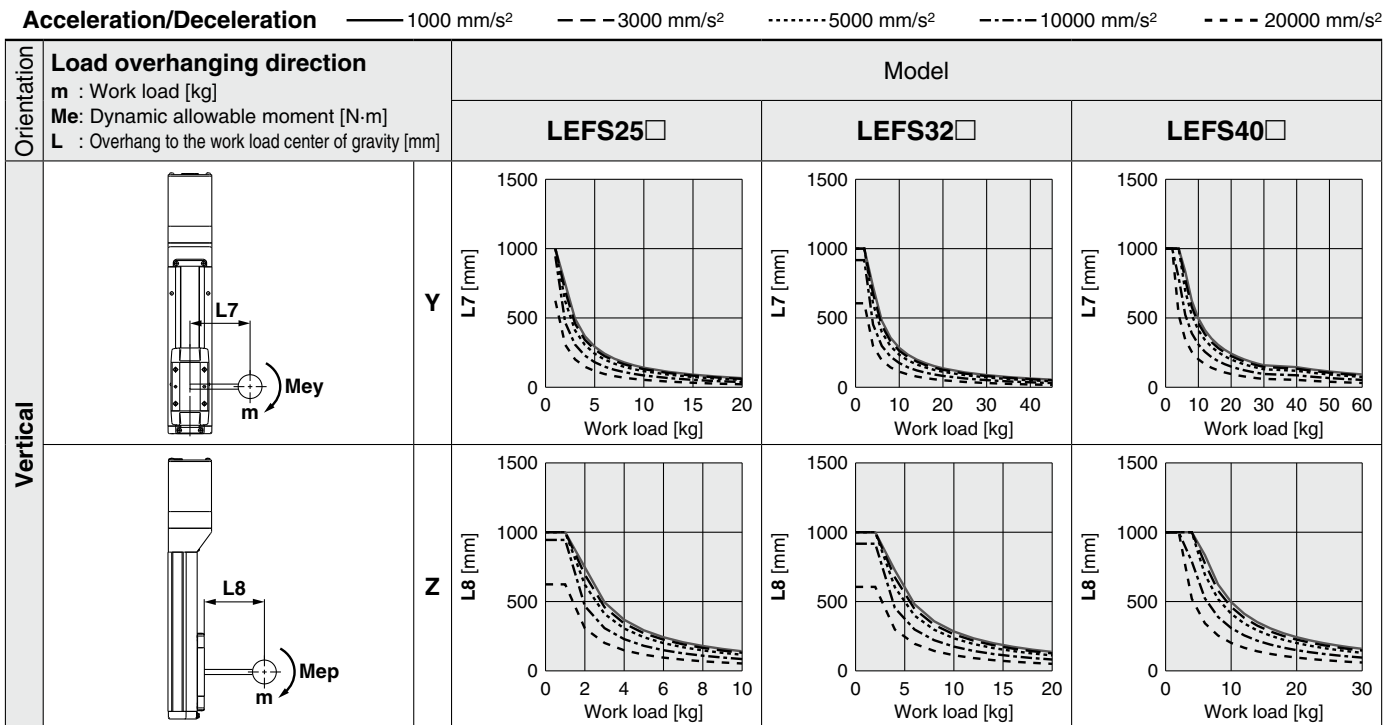 Acceleration/Deceleration 1000 mm/s² 3000 mm/s² 5000 mm/s² 10000 mm/s² 20000 mm/s²
Orientation
Load overhanging direction
m : Work load [kg]
Me: Dynamic allowable moment [N·m]
L : Overhang to the work load center of gravity [mm]
Model
LEFS25□ LEFS32□ LEFS40□
Vertical
L7
Mey
m
Y
L7 [mm]
1500
1000
500
0
0 5 10 15 20
Work load [kg]
L7 [mm]
1500
1000
500
0
0 10 20 30 40
Work load [kg]
L7 [mm]
1500
1000
500
0
0 10 20 30 40 50 60
Work load [kg]
L8
Mep
m
Z
L8 [mm]
1500
1000
500
0
0 2 4 6 8 10
Work load [kg]
L8 [mm]
1500
1000
500
0
0 5 10 15 20
Work load [kg]
L8 [mm]
1500
1000
500
0
0 10 20 30
Work load [kg]